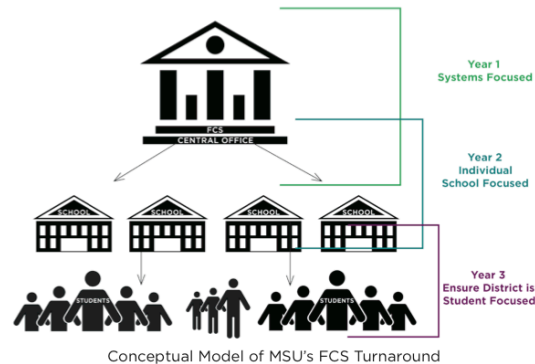 Year 1
Systems Focused
FCS
CENTRAL OFFICE
Year 2
Individual
School Focused
SCHOOL
SCHOOL
SCHOOL
SCHOOL
Year 3
Ensure District is
Student Focused
STUDENTS
STUDENTS
Conceptual Model of MSU's FCS Turnaround